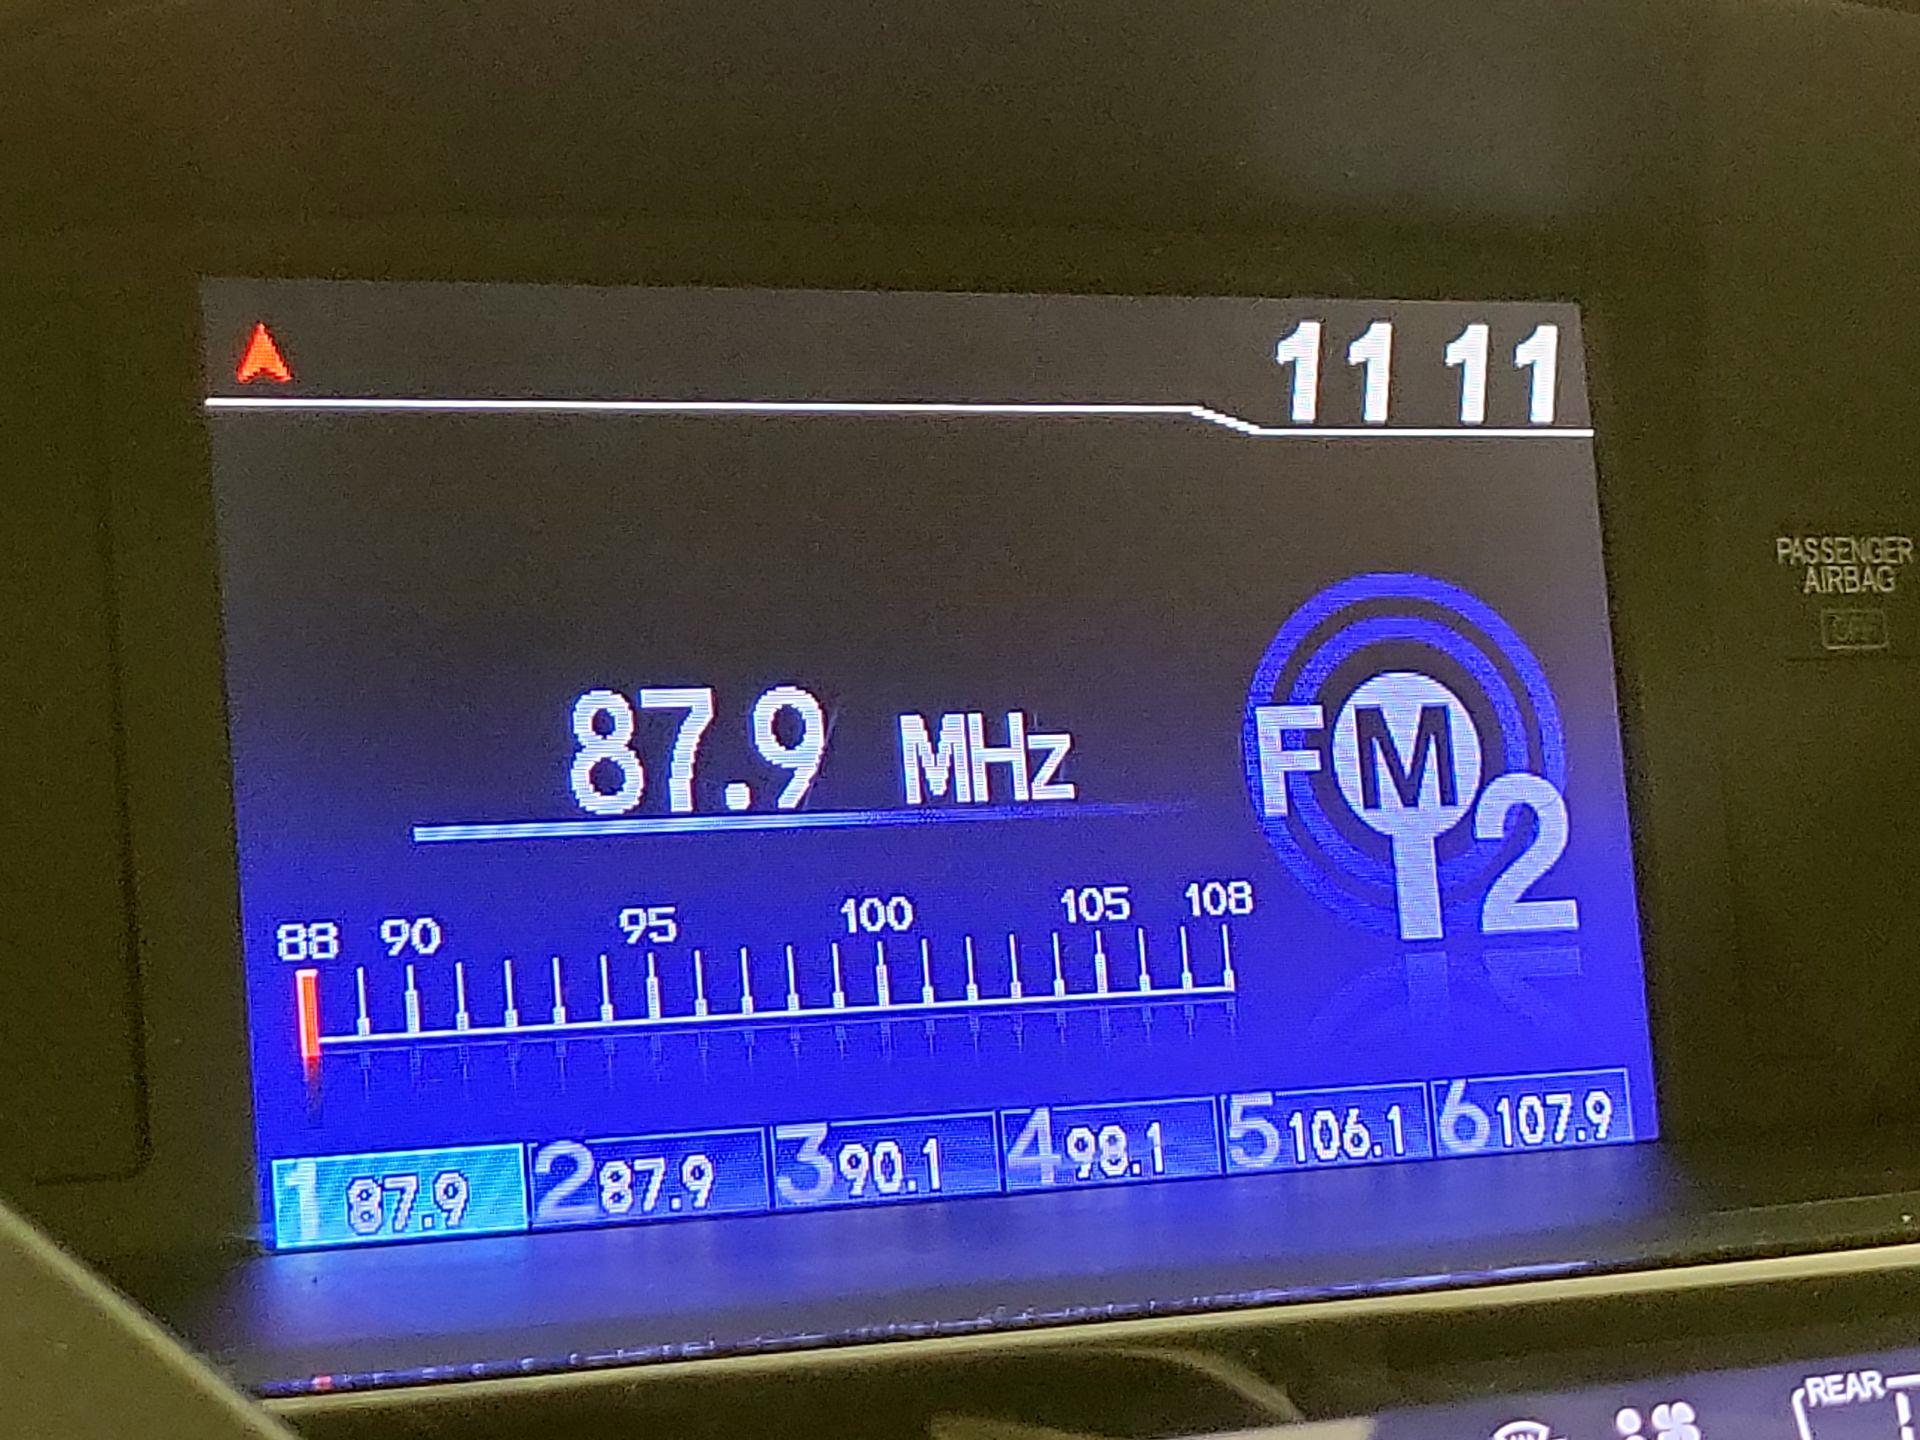 11 11
PASSENGER
AIRBAG
OFF
87.9 MHz
FM2
88 90 95 100 105 108
1 87.9 2 87.9 3 90.1 4 98.1 5 106.1 6 107.9
REAR